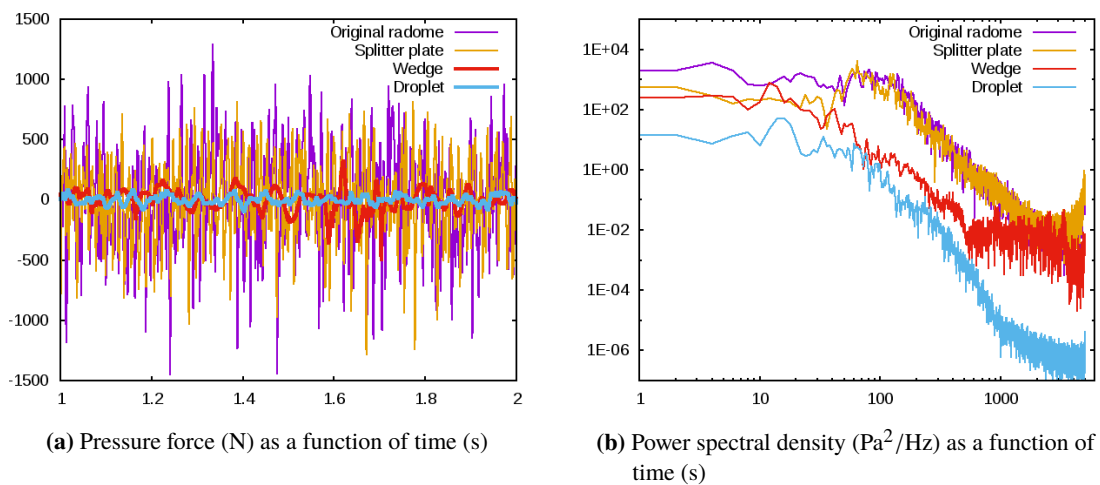 1500
1000
500
0
-500
-1000
-1500
1
1.2
1.4
1.6
1.8
2
Original radome
Splitter plate
Wedge
Droplet
(a) Pressure force (N) as a function of time (s)
1E+04
1E+02
1E+00
1E-02
1E-04
1E-06
1
10
100
1000
Original radome
Splitter plate
Wedge
Droplet
(b) Power spectral density (Pa²/Hz) as a function of
time (s)